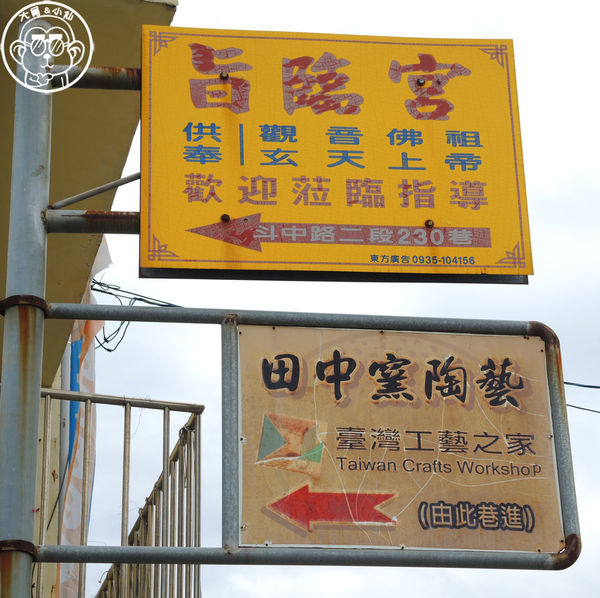 大胃&小仙
旨臨宮
供奉 觀音佛祖
玄天上帝
歡迎蒞臨指導
斗中路二段230巷
東方廣告 0935-104156
田中窯陶藝
臺灣工藝之家
Taiwan Crafts Workshop
(由此巷進)